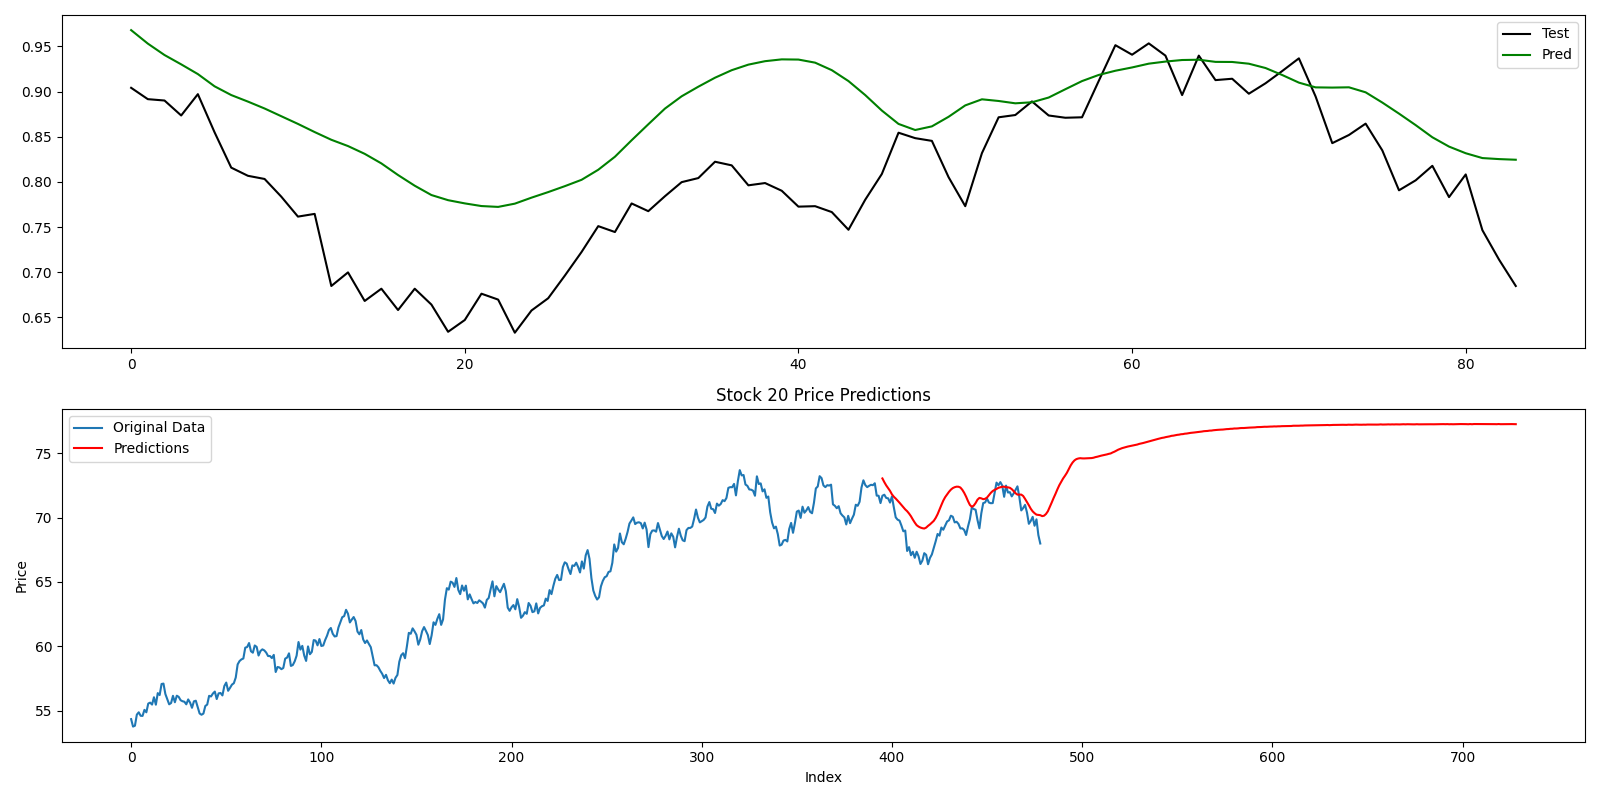 0.95
0.90
0.85
0.80
0.75
0.70
0.65
Test
Pred
0 20 40 60 80
Stock 20 Price Predictions
Original Data
Predictions
75
70
65
60
55
Price
0 100 200 300 400 500 600 700
Index